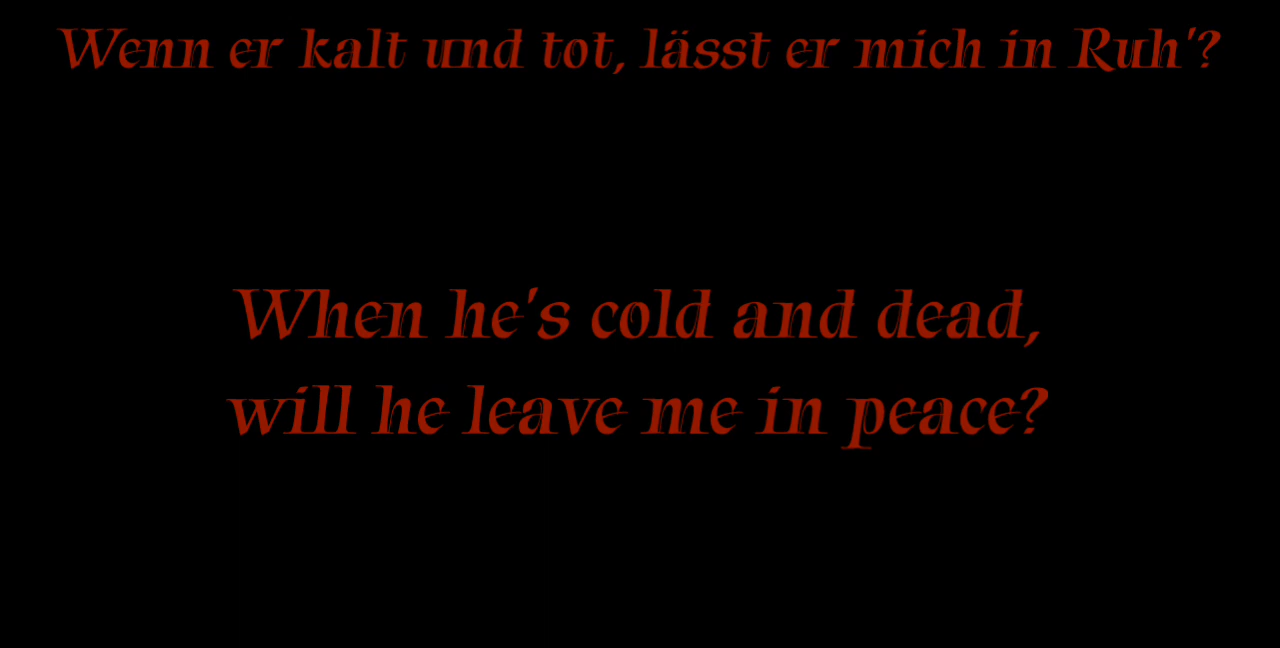 Wenn er kalt und tot, lässt er mich in Ruh'?
When he's cold and dead,
will he leave me in peace?